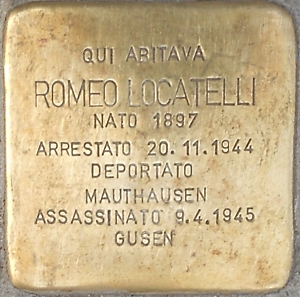 QUI ABITAVA
ROMEO LOCATELLI
NATO 1897
ARRESTATO 20.11.1944
DEPORTATO
MAUTHAUSEN
ASSASSINATO 9.4.1945
GUSEN